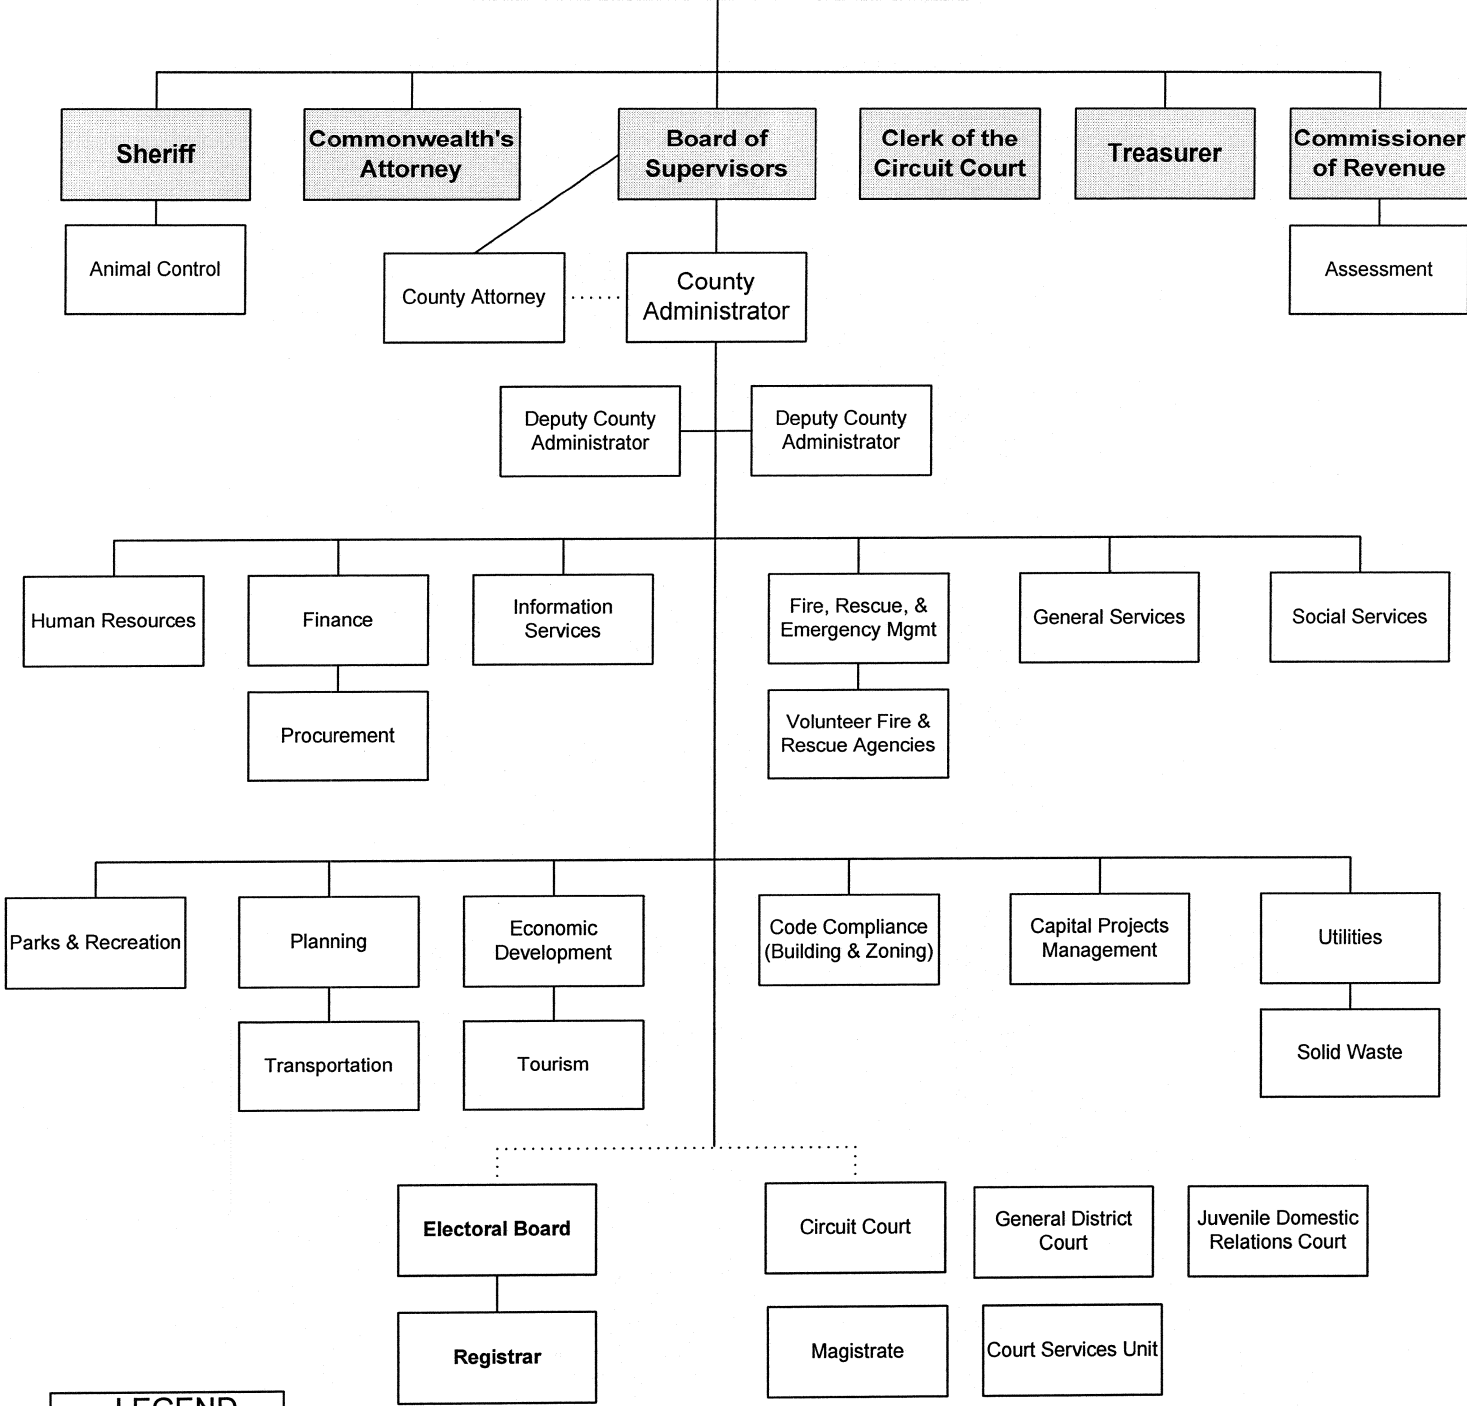 Sheriff
Commonwealth's
Attorney
Board of
Supervisors
Clerk of the
Circuit Court
Treasurer
Commissioner
of Revenue
Animal Control
County Attorney
County
Administrator
Assessment
Deputy County
Administrator
Deputy County
Administrator
Human Resources
Finance
Information
Services
Fire, Rescue, &
Emergency Mgmt
General Services
Social Services
Procurement
Volunteer Fire &
Rescue Agencies
Parks & Recreation
Planning
Economic
Development
Code Compliance
(Building & Zoning)
Capital Projects
Management
Utilities
Transportation
Tourism
Solid Waste
Electoral Board
Circuit Court
General District
Court
Juvenile Domestic
Relations Court
Registrar
Magistrate
Court Services Unit
LEGEND